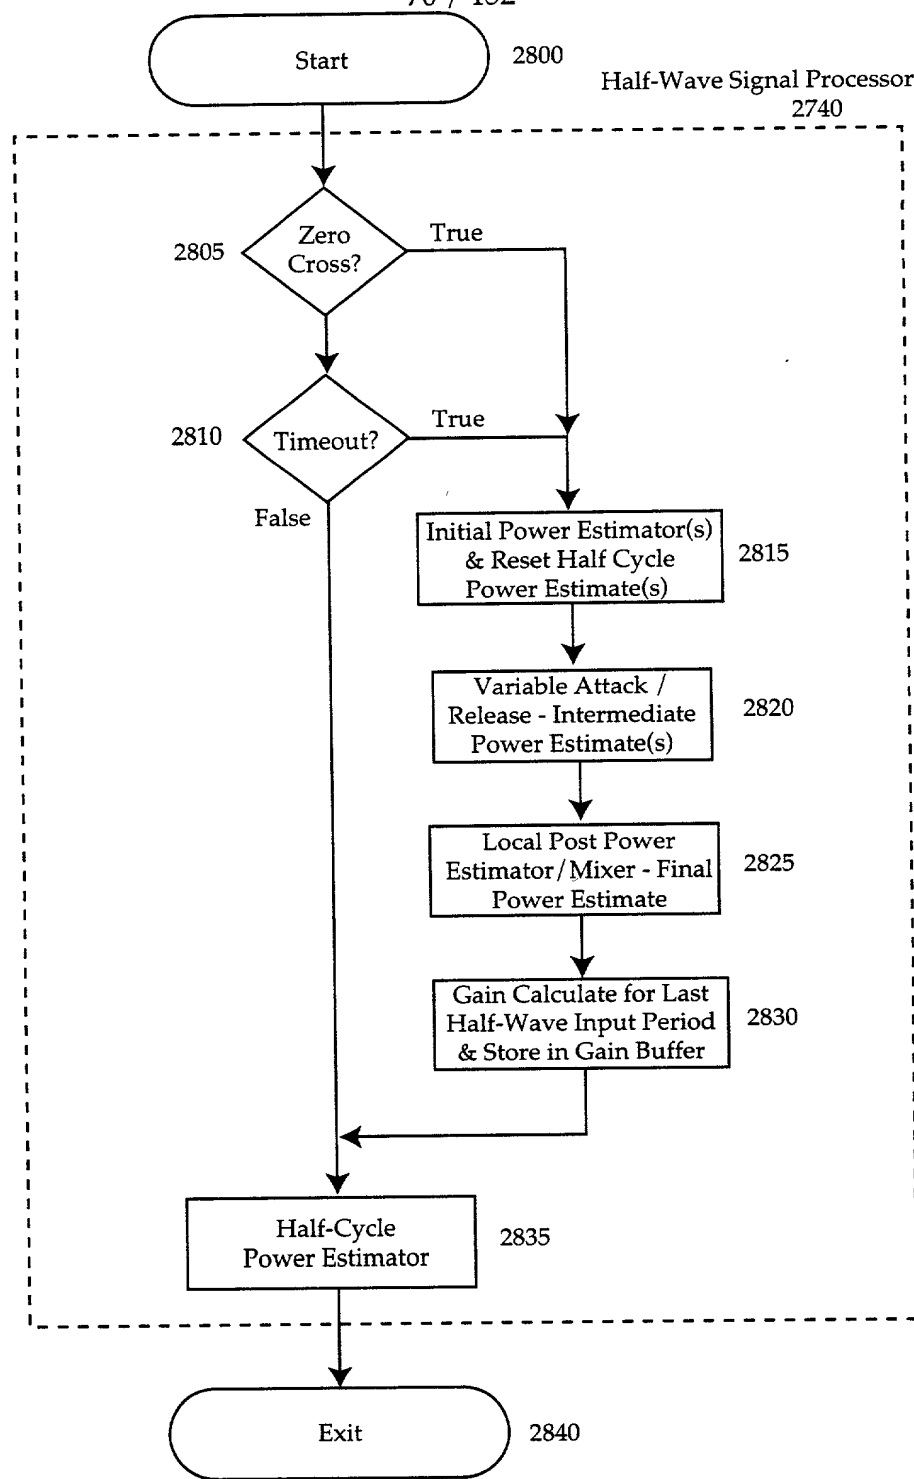 Start
2800
Half-Wave Signal Processor
2740
2805
Zero
Cross?
True
2810
Timeout?
True
False
Initial Power Estimator(s)
& Reset Half Cycle
Power Estimate(s)
2815
Variable Attack /
Release - Intermediate
Power Estimate(s)
2820
Local Post Power
Estimator/Mixer - Final
Power Estimate
2825
Gain Calculate for Last
Half-Wave Input Period
& Store in Gain Buffer
2830
Half-Cycle
Power Estimator
2835
Exit
2840